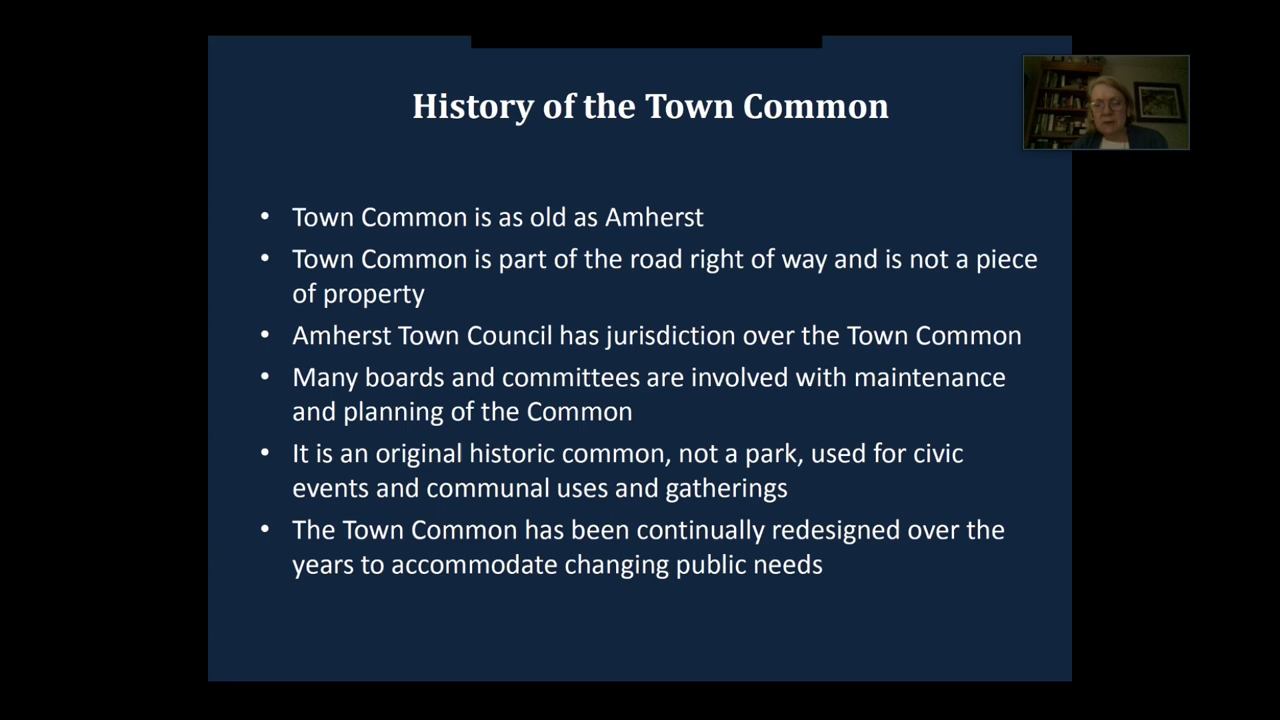 History of the Town Common
• Town Common is as old as Amherst
• Town Common is part of the road right of way and is not a piece
of property
• Amherst Town Council has jurisdiction over the Town Common
• Many boards and committees are involved with maintenance
and planning of the Common
• It is an original historic common, not a park, used for civic
events and communal uses and gatherings
• The Town Common has been continually redesigned over the
years to accommodate changing public needs